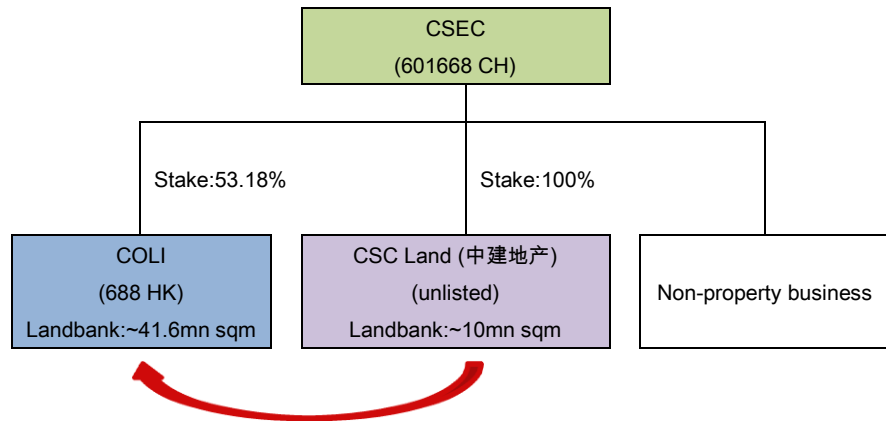 CSEC
(601668 CH)
Stake:53.18%
Stake:100%
COLI
(688 HK)
Landbank:~41.6mn sqm
CSC Land (中建地产)
(unlisted)
Landbank:~10mn sqm
Non-property business